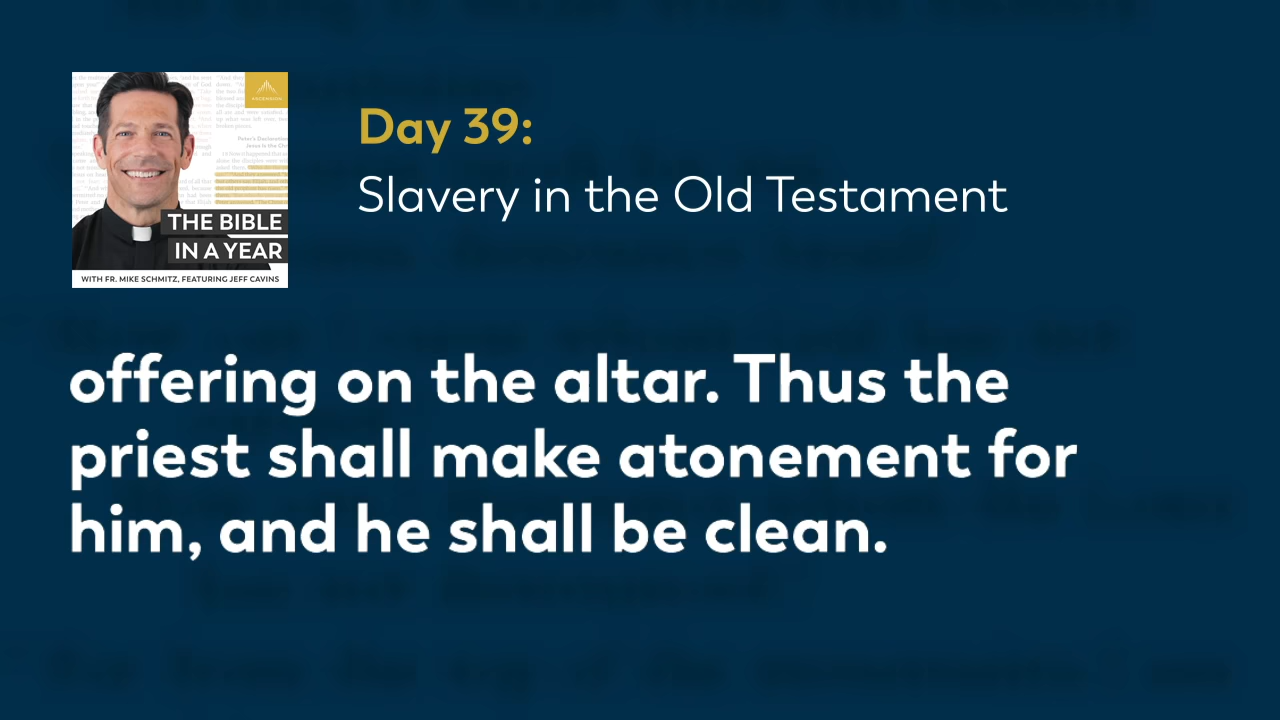 ASCENSION
THE BIBLE
IN A YEAR
WITH FR. MIKE SCHMITZ, FEATURING JEFF CAVINS
Day 39:
Slavery in the Old Testament
offering on the altar. Thus the
priest shall make atonement for
him, and he shall be clean.